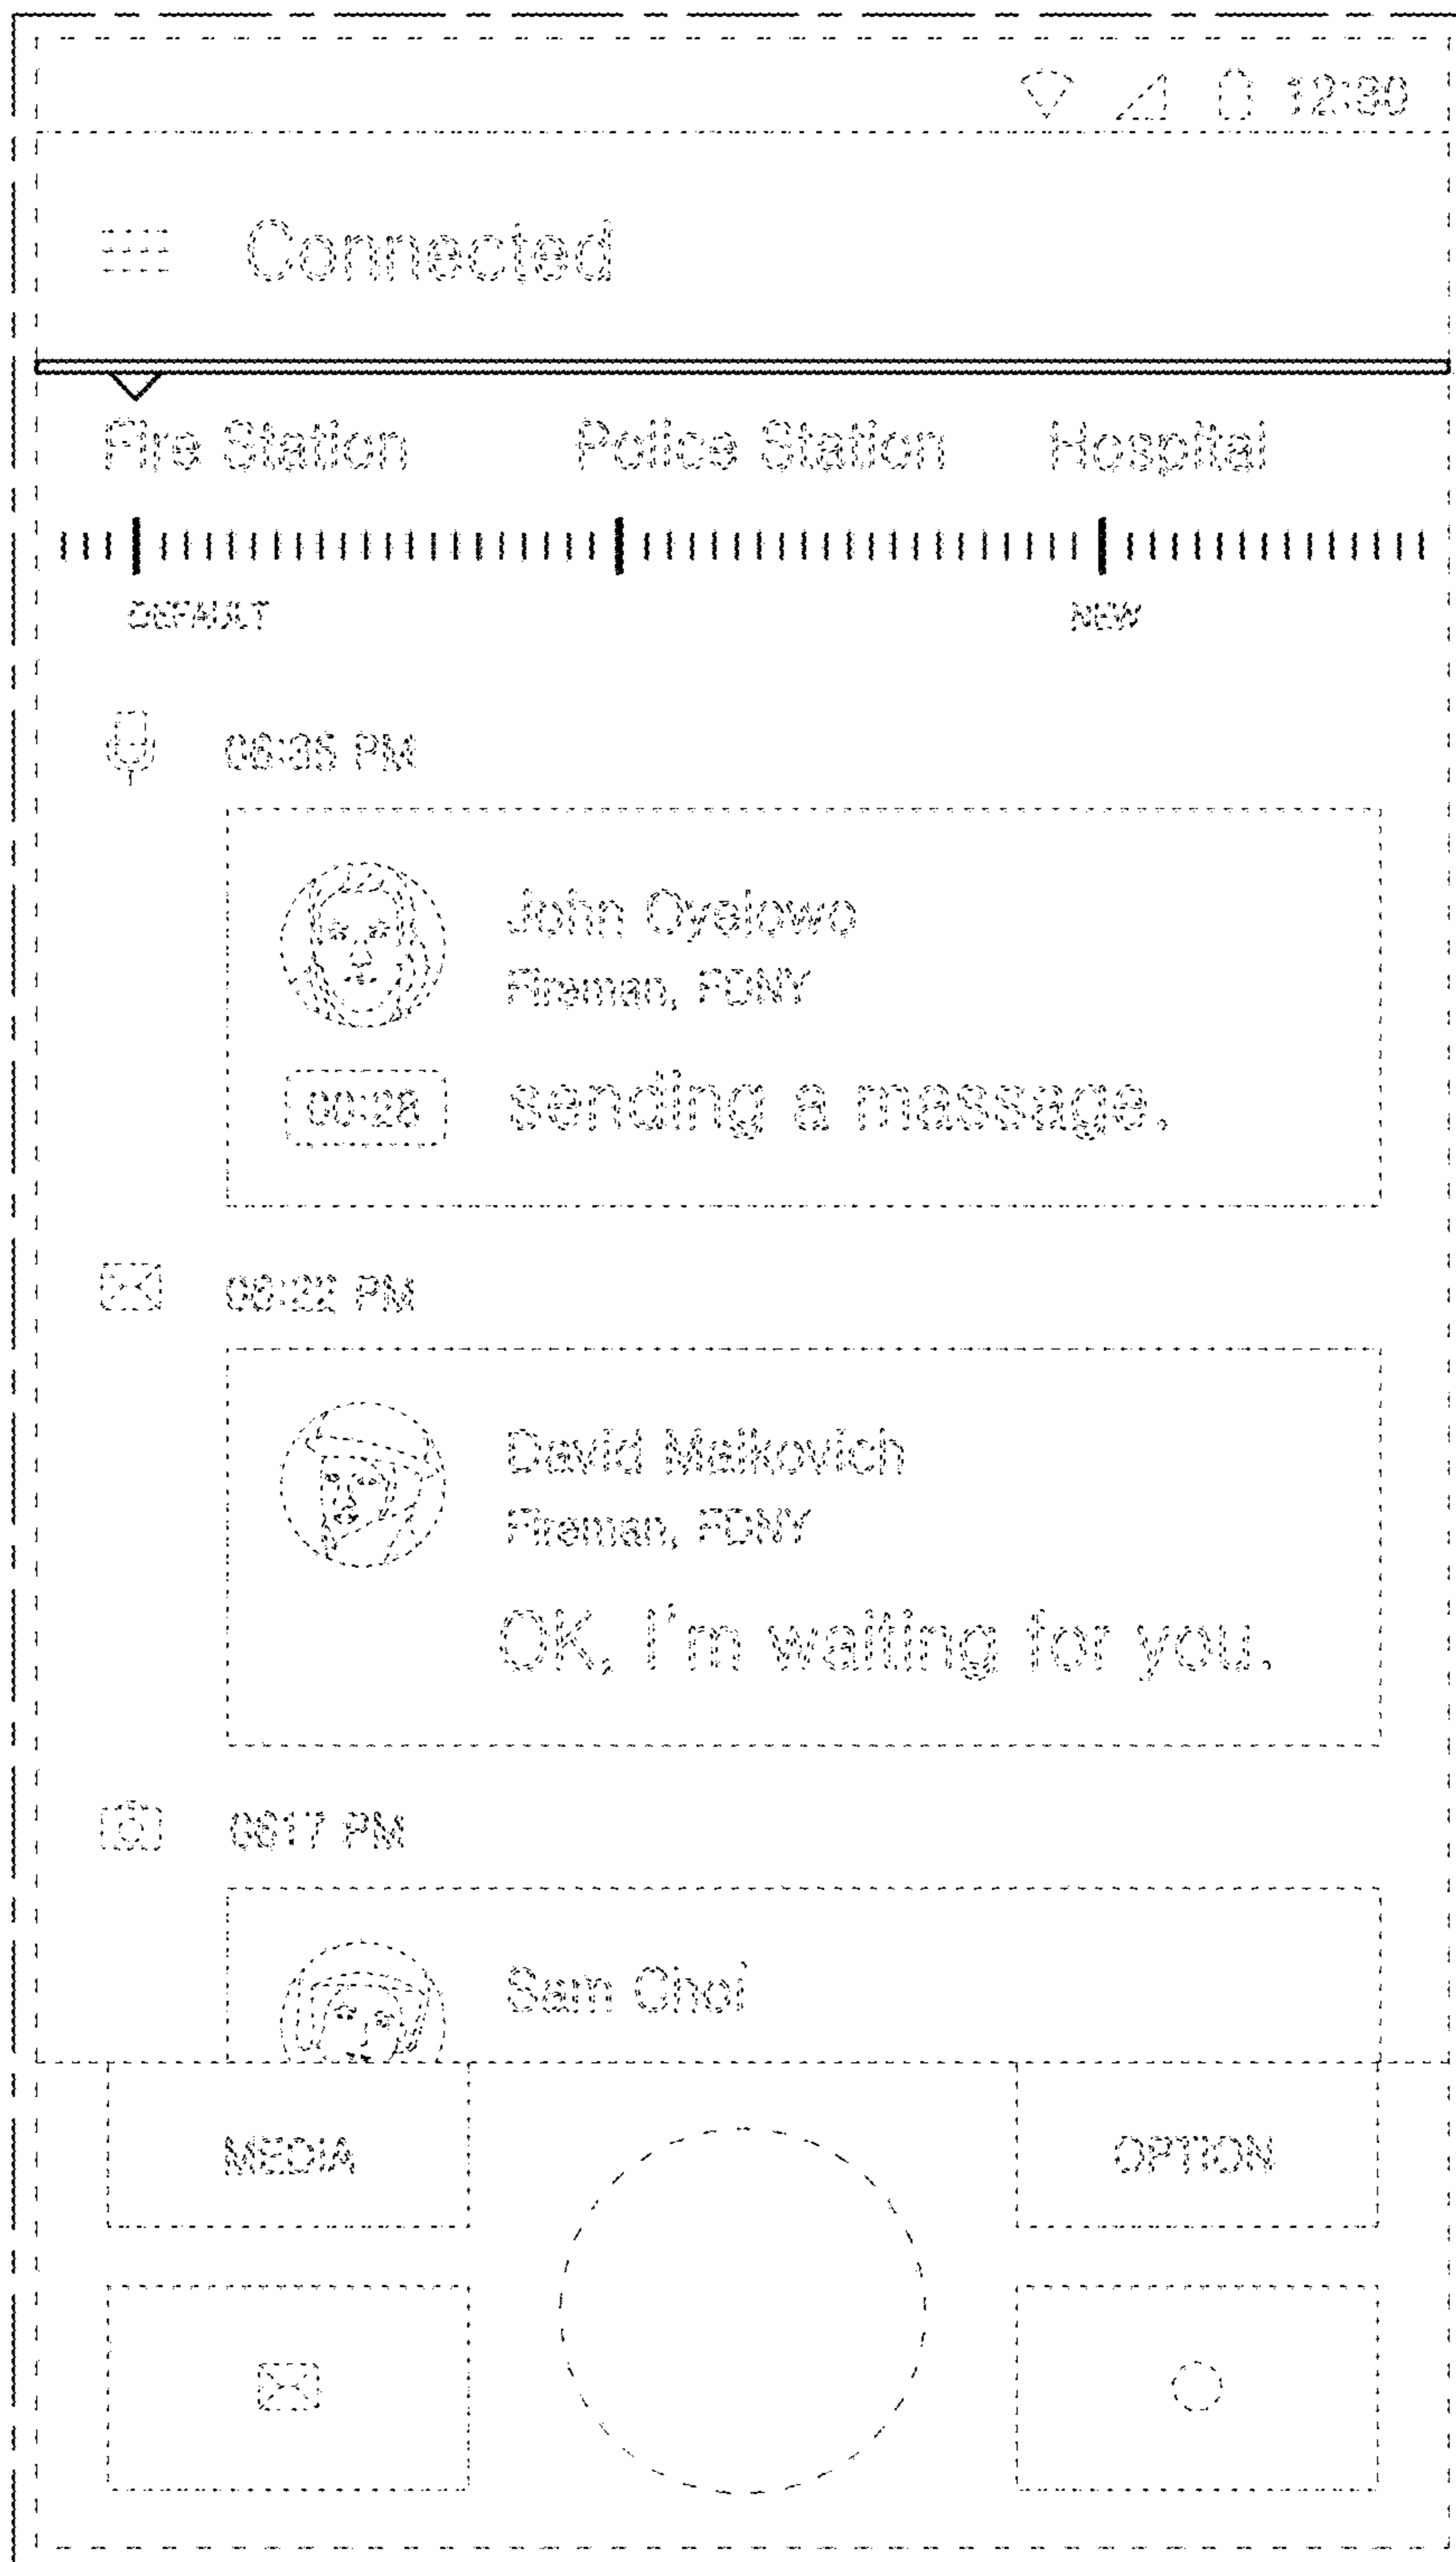 12:30
Connected
Fire Station Police Station Hospital
DEFAULT NEW
06:35 PM
John Oyelowo
Fireman, FDNY
00:28 sending a massage.
06:22 PM
David Malkovich
Fireman, FDNY
OK, I'm waiting for you.
0617 PM
Sam Choi
MEDIA OPTION